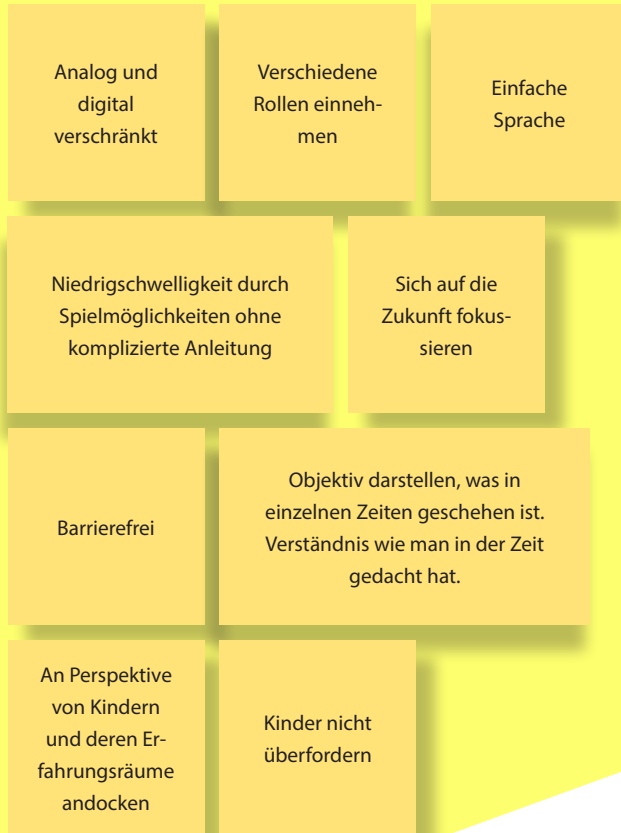 Analog und
digital
verschränkt
Verschiedene
Rollen einneh-
men
Einfache
Sprache
Niedrigschwelligkeit durch
Spielmöglichkeiten ohne
komplizierte Anleitung
Sich auf die
Zukunft fokus-
sieren
Barrierefrei
Objektiv darstellen, was in
einzelnen Zeiten geschehen ist.
Verständnis wie man in der Zeit
gedacht hat.
An Perspektive
von Kindern
und deren Er-
fahrungsräume
andocken
Kinder nicht
überfordern